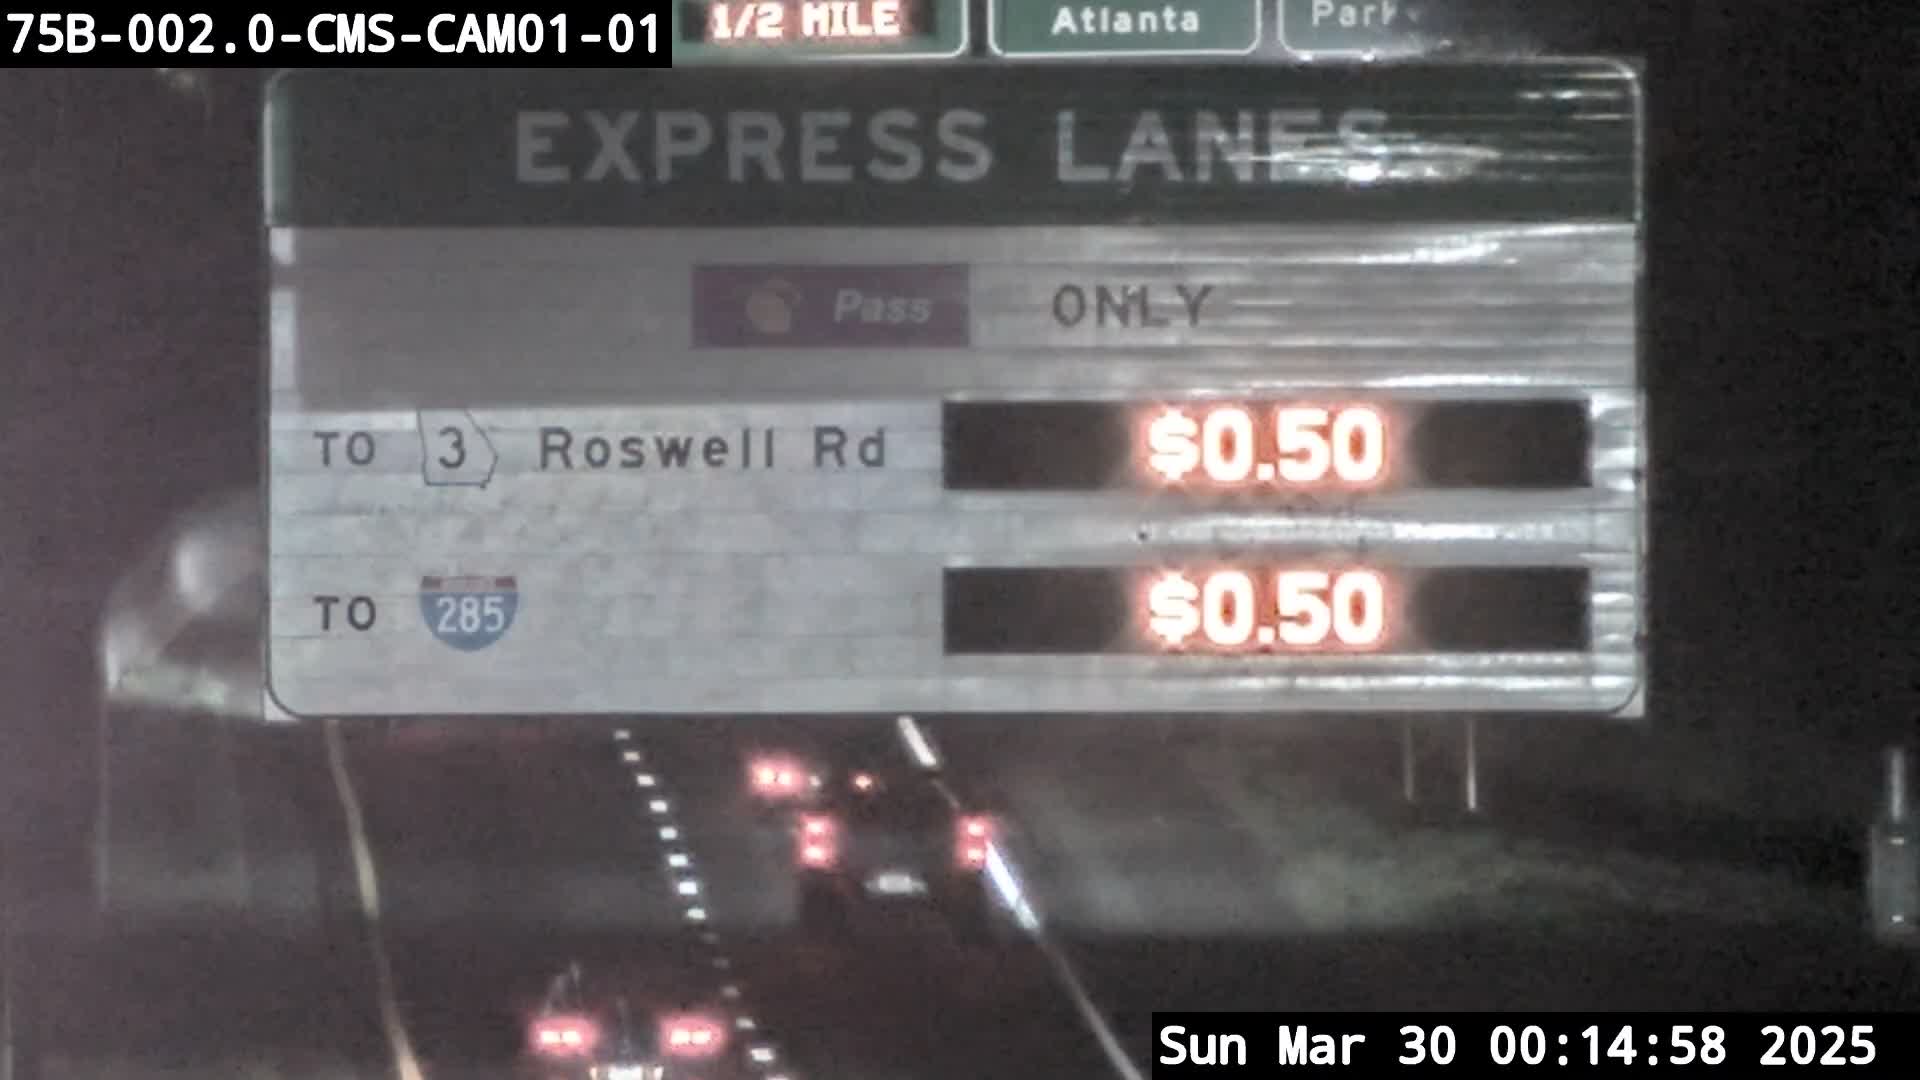 75B-002.0-CMS-CAM01-01
1/2 MILE
Atlanta
EXPRESS LANES
Pass ONLY
TO 3 Roswell Rd $0.50
TO 285 $0.50
Sun Mar 30 00:14:58 2025